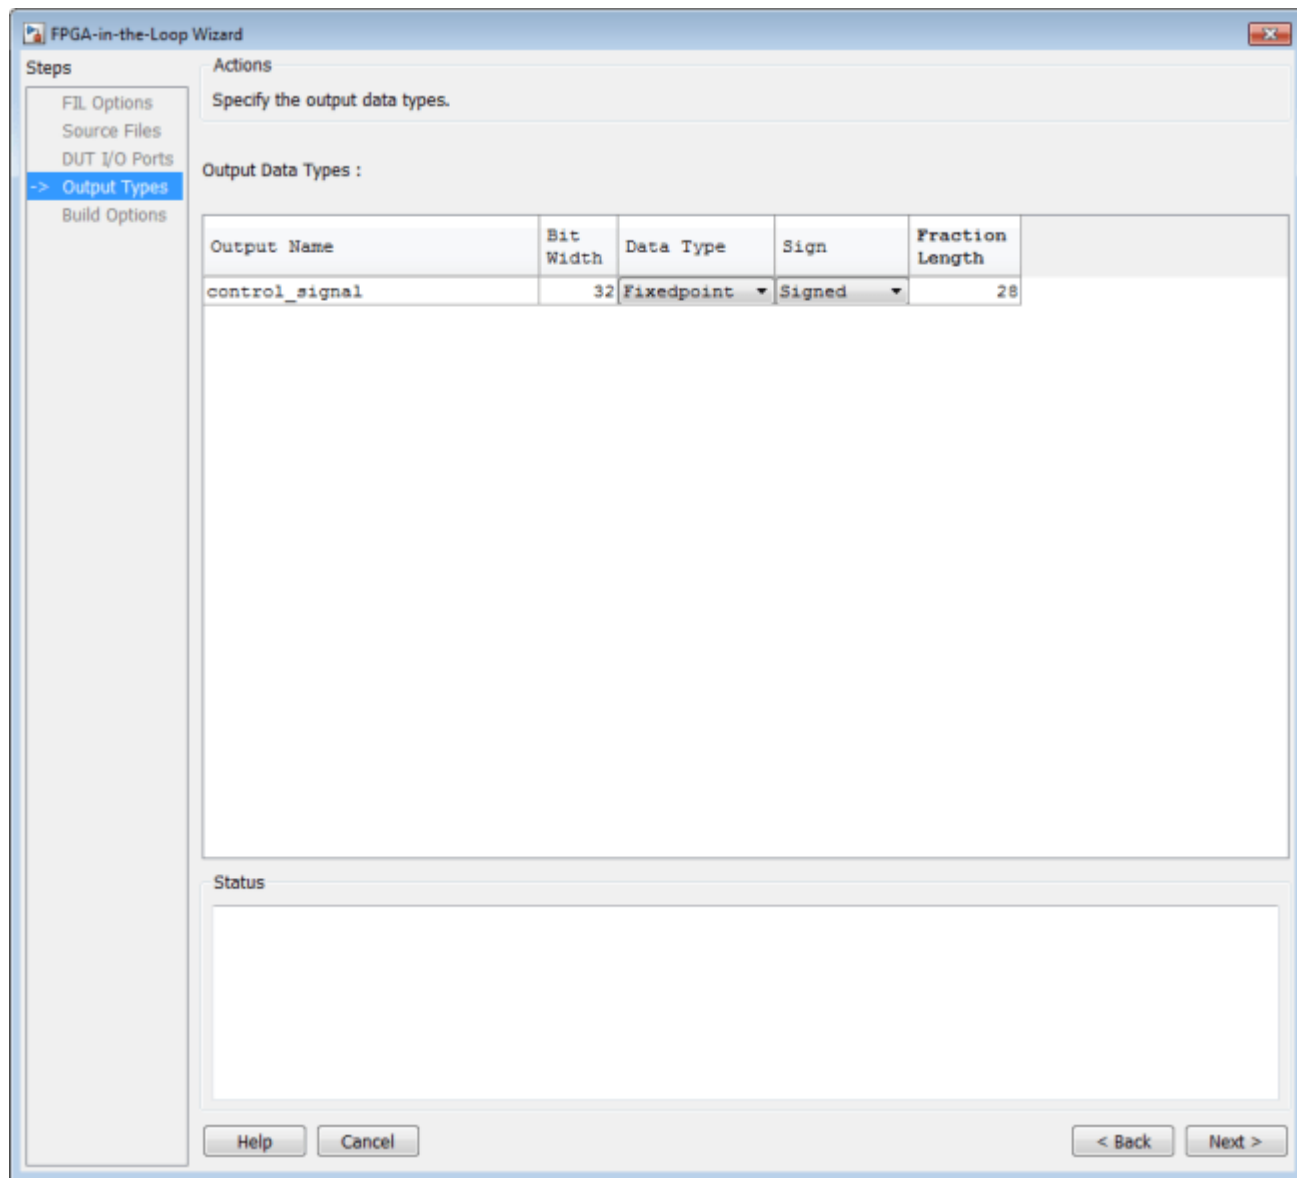 FPGA-in-the-Loop Wizard
Steps
FIL Options
Source Files
DUT I/O Ports
-> Output Types
Build Options
Actions
Specify the output data types.
Output Data Types :
Output Name Bit Width Data Type Sign Fraction Length
control_signal 32 Fixedpoint Signed 28
Status
Help Cancel < Back Next >